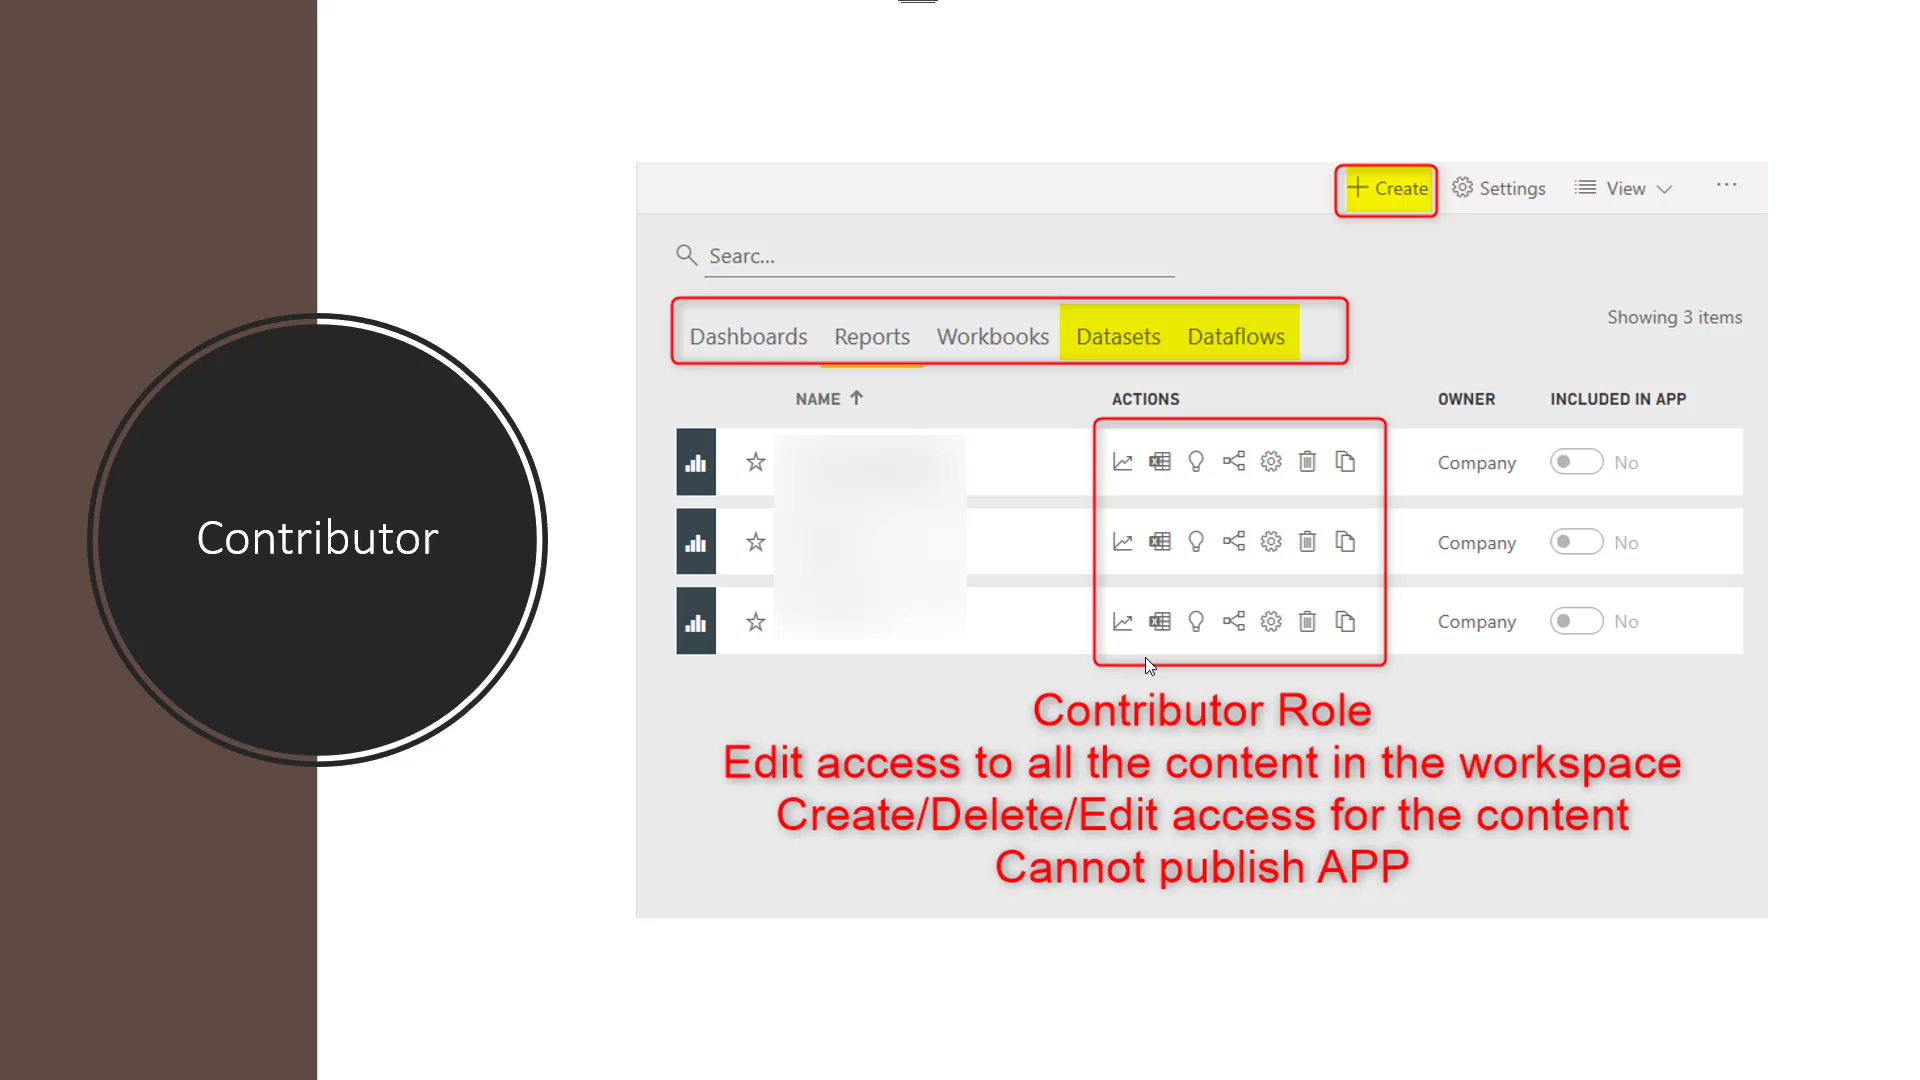 Contributor
+ Create Settings View ...
Searc...
Dashboards Reports Workbooks Datasets Dataflows
Showing 3 items
NAME ACTIONS OWNER INCLUDED IN APP
Company No
Company No
Company No
Contributor Role
Edit access to all the content in the workspace
Create/Delete/Edit access for the content
Cannot publish APP